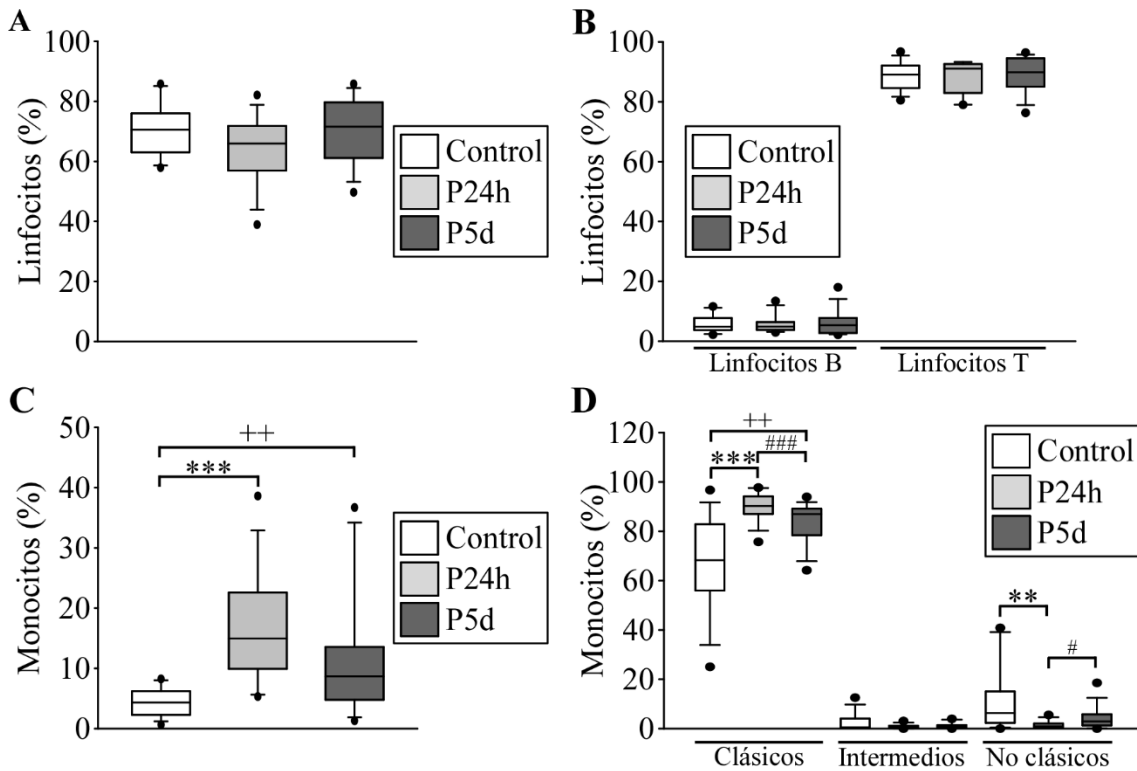 A
Linfocitos (%)
100
80
60
40
20
0
Control
P24h
P5d
B
Linfocitos (%)
100
80
60
40
20
0
Control
P24h
P5d
Linfocitos B
Linfocitos T
C
Monocitos (%)
50
40
30
20
10
0
++
***
Control
P24h
P5d
D
Monocitos (%)
120
100
80
60
40
20
0
++
###
***
**
#
Control
P24h
P5d
Clásicos
Intermedios
No clásicos